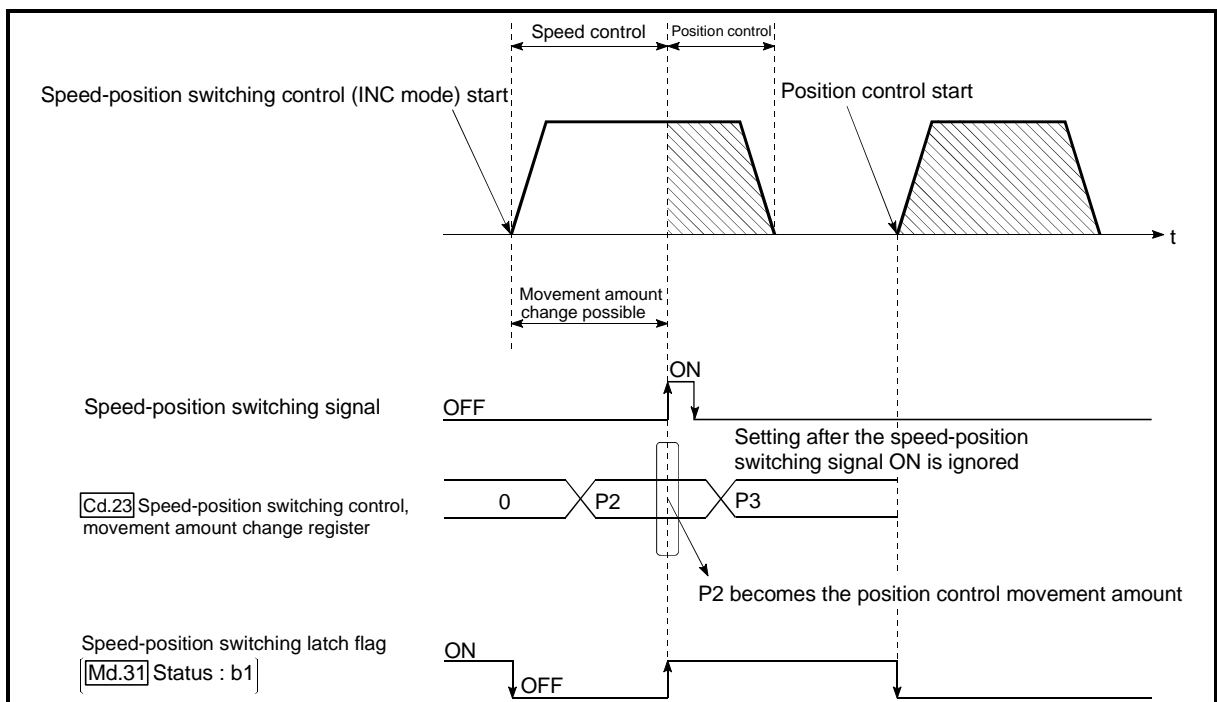 Speed control
Position control
Speed-position switching control (INC mode) start
Position control start
t
Movement amount
change possible
ON
Speed-position switching signal
OFF
Setting after the speed-position
switching signal ON is ignored
Cd.23 Speed-position switching control,
movement amount change register
0
P2
P3
P2 becomes the position control movement amount
Speed-position switching latch flag
Md.31 Status : b1
ON
OFF